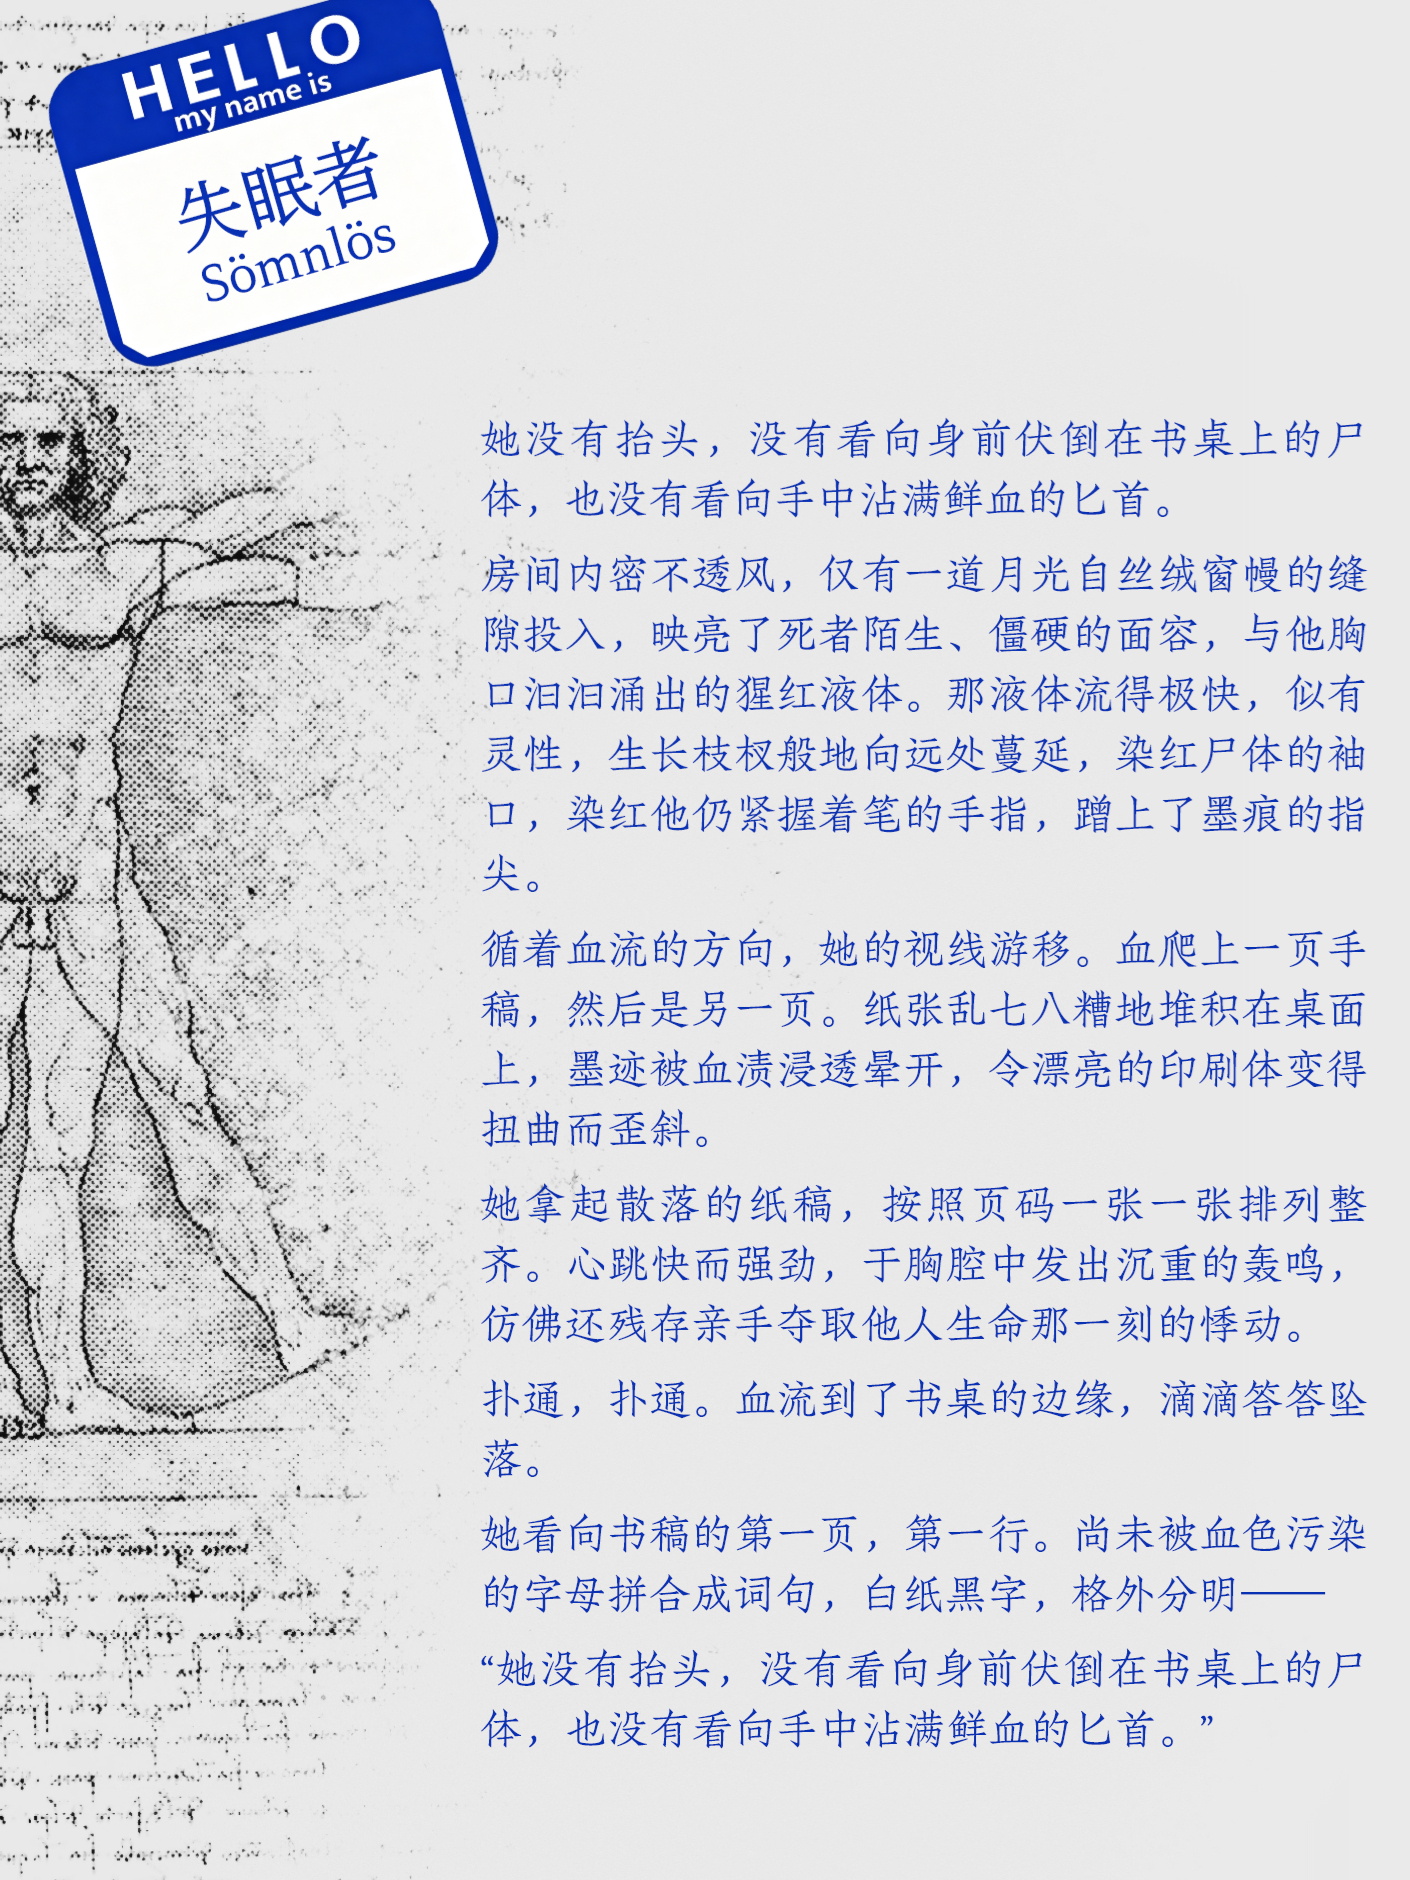 HELLO
my name is
失眠者
Sömnlös
她没有抬头，没有看向身前伏倒在书桌上的尸
体，也没有看向手中沾满鲜血的匕首。
房间内密不透风，仅有一道月光自丝绒窗幔的缝
隙投入，映亮了死者陌生、僵硬的面容，与他胸
口汩汩涌出的猩红液体。那液体流得极快，似有
灵性，生长枝杈般地向远处蔓延，染红尸体的袖
口，染红他仍紧握着笔的手指，蹭上了墨痕的指
尖。
循着血流的方向，她的视线游移。血爬上一页手
稿，然后是另一页。纸张乱七八糟地堆积在桌面
上，墨迹被血渍浸透晕开，令漂亮的印刷体变得
扭曲而歪斜。
她拿起散落的纸稿，按照页码一张一张排列整
齐。心跳快而强劲，于胸腔中发出沉重的轰鸣，
仿佛还残存亲手夺取他人生命那一刻的悸动。
扑通，扑通。血流到了书桌的边缘，滴滴答答坠
落。
她看向书稿的第一页，第一行。尚未被血色污染
的字母拼合成词句，白纸黑字，格外分明——
“她没有抬头，没有看向身前伏倒在书桌上的尸
体，也没有看向手中沾满鲜血的匕首。”